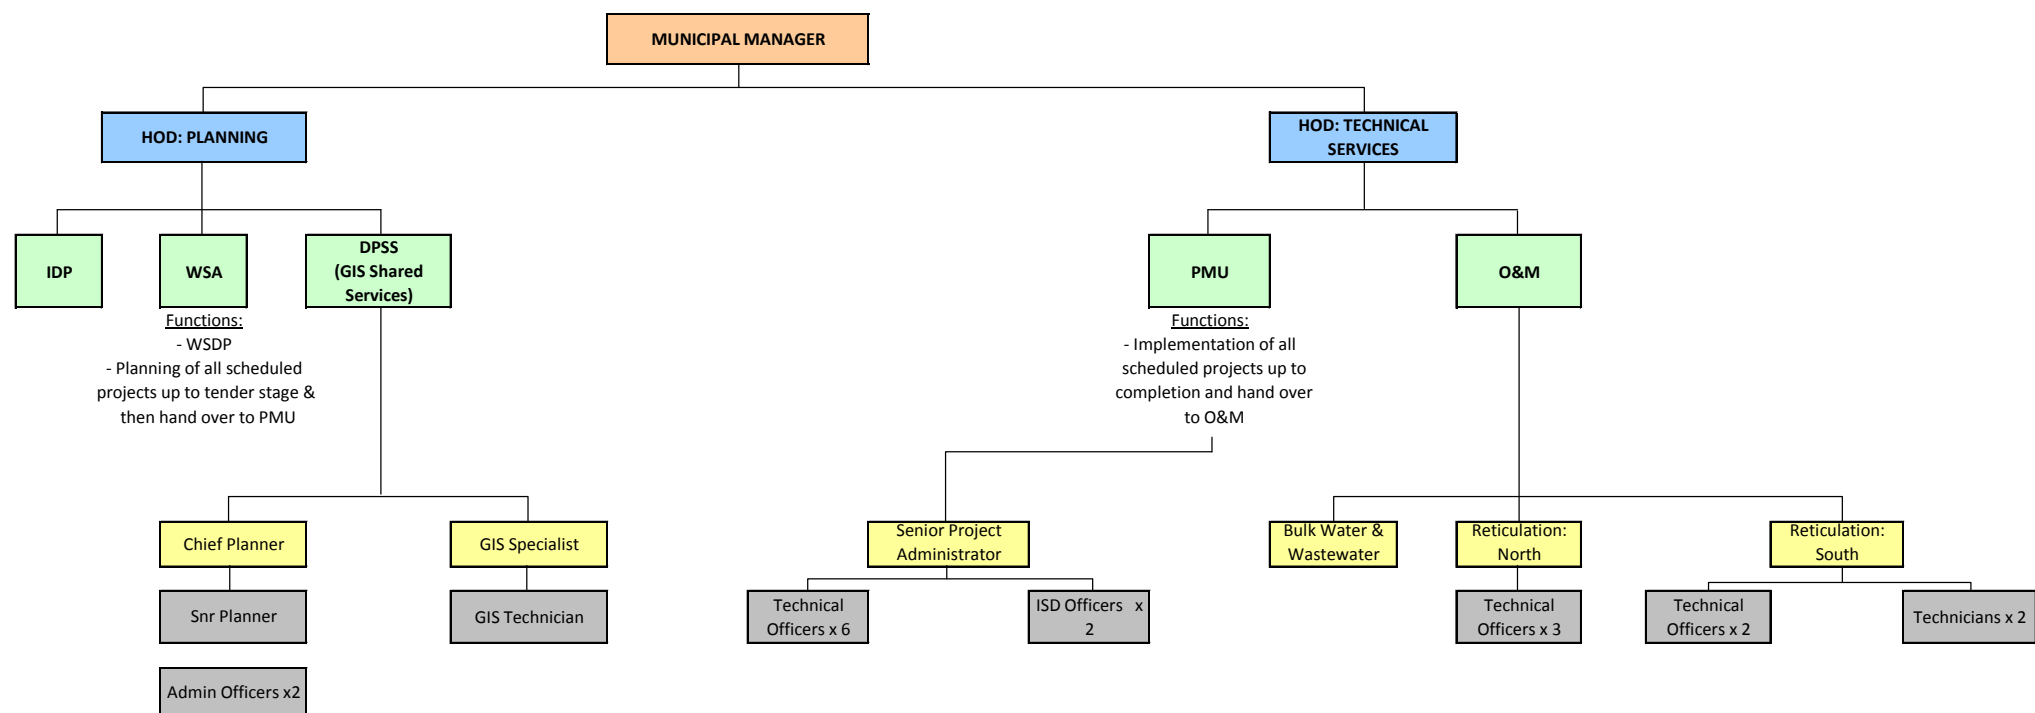 MUNICIPAL MANAGER
HOD: PLANNING
HOD: TECHNICAL
SERVICES
IDP
WSA
DPSS
(GIS Shared
Services)
PMU
O&M
Functions:
- WSDP
- Planning of all scheduled
projects up to tender stage &
then hand over to PMU
Functions:
- Implementation of all
scheduled projects up to
completion and hand over
to O&M
Chief Planner
GIS Specialist
Senior Project
Administrator
Bulk Water &
Wastewater
Reticulation:
North
Reticulation:
South
Snr Planner
GIS Technician
Technical
Officers x 6
ISD Officers x
2
Technical
Officers x 3
Technical
Officers x 2
Technicians x 2
Admin Officers x2